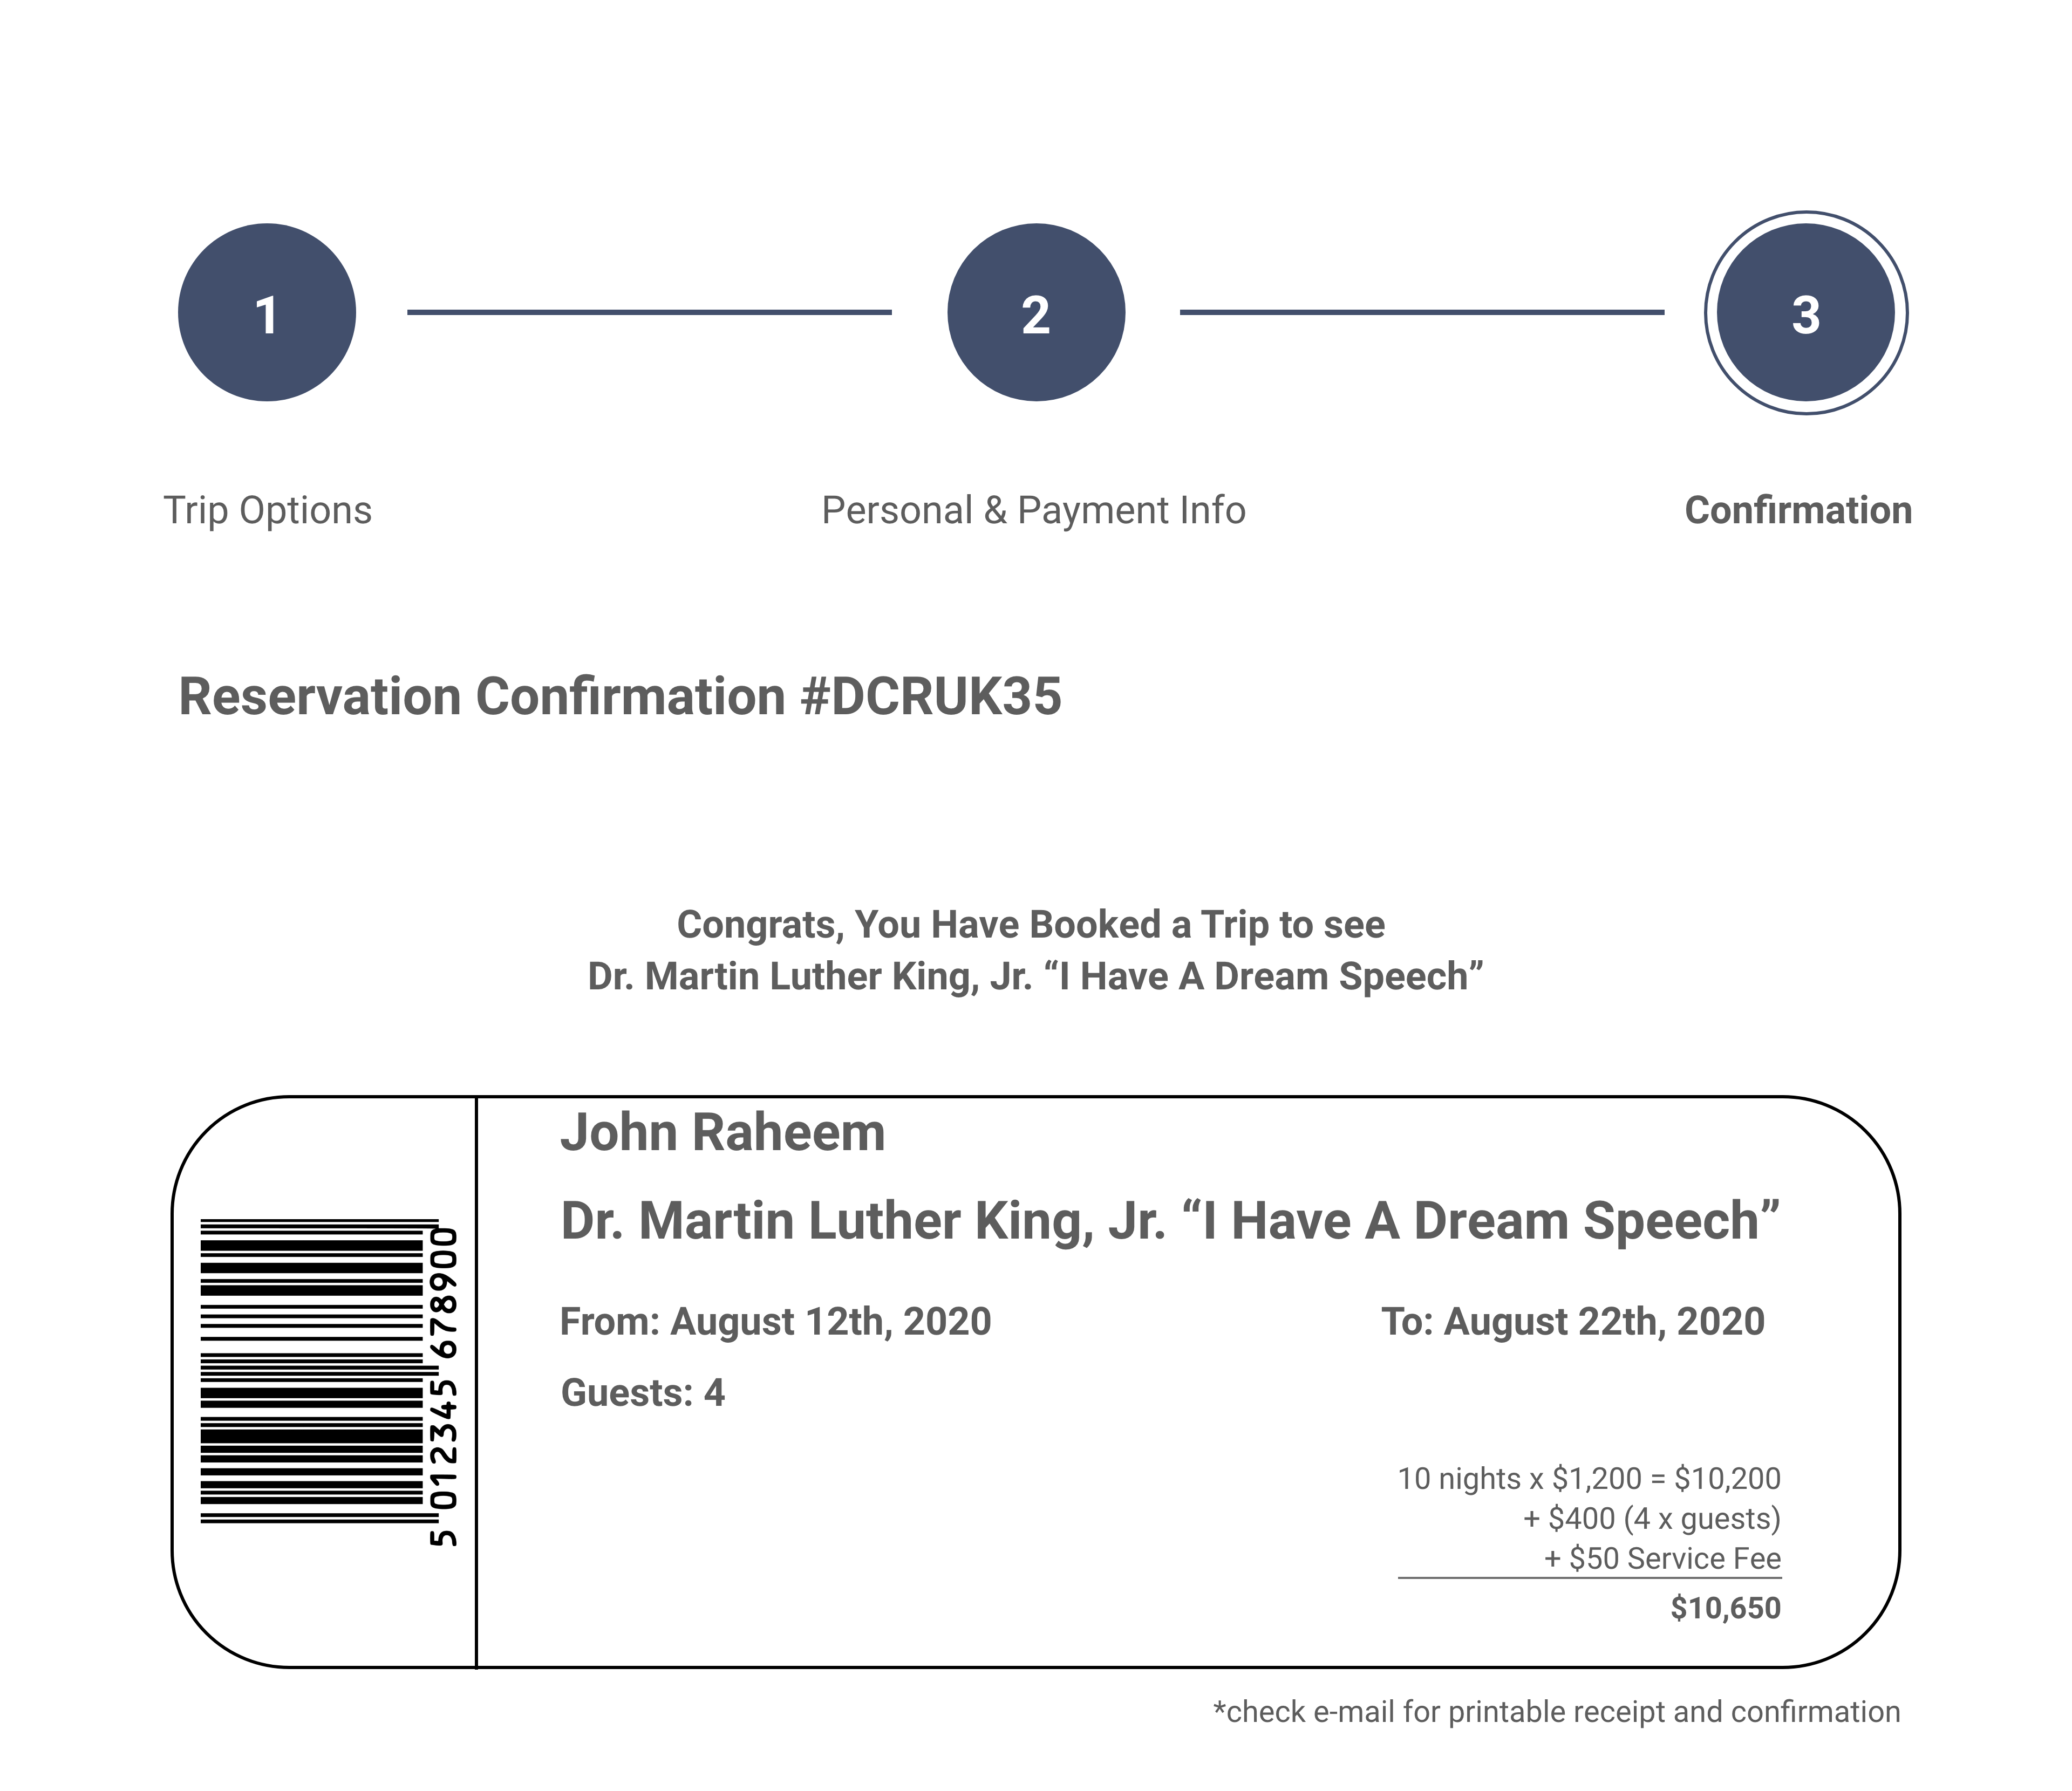 1
2
3
Trip Options
Personal & Payment Info
Confirmation
Reservation Confirmation #DCRUK35
Congrats, You Have Booked a Trip to see
Dr. Martin Luther King, Jr. “I Have A Dream Speech”
5 012345 678900
John Raheem
Dr. Martin Luther King, Jr. “I Have A Dream Speech”
From: August 12th, 2020
To: August 22th, 2020
Guests: 4
10 nights x $1,200 = $10,200
+ $400 (4 x guests)
+ $50 Service Fee
$10,650
*check e-mail for printable receipt and confirmation